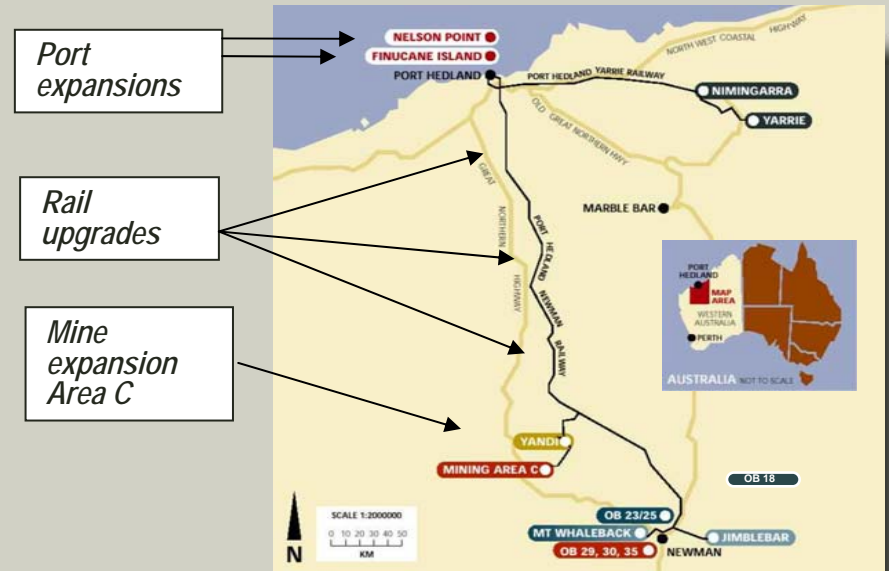 Port
expansions
Rail
upgrades
Mine
expansion
Area C
NELSON POINT
FINUCANE ISLAND
PORT HEDLAND
NORTH WEST COASTAL HIGH-WAY
PORT HEDLAND YARRIE RAILWAY
NIMINGARRA
YARRIE
OLD GREAT NORTHERN HWY
GREAT NORTHERN HIGHWAY
MARBLE BAR
PORT HEDLAND NEWMAN RAILWAY
PORT
HEDLAND
MAP
AREA
WESTERN
AUSTRALIA
PERTH
AUSTRALIA NOT TO SCALE
YANDI
MINING AREA C
OB 18
OB 23/25
MT WHALEBACK
JIMBLEBAR
OB 29, 30, 35
NEWMAN
N
SCALE 1:2000000
0 10 20 30 40 50
KM